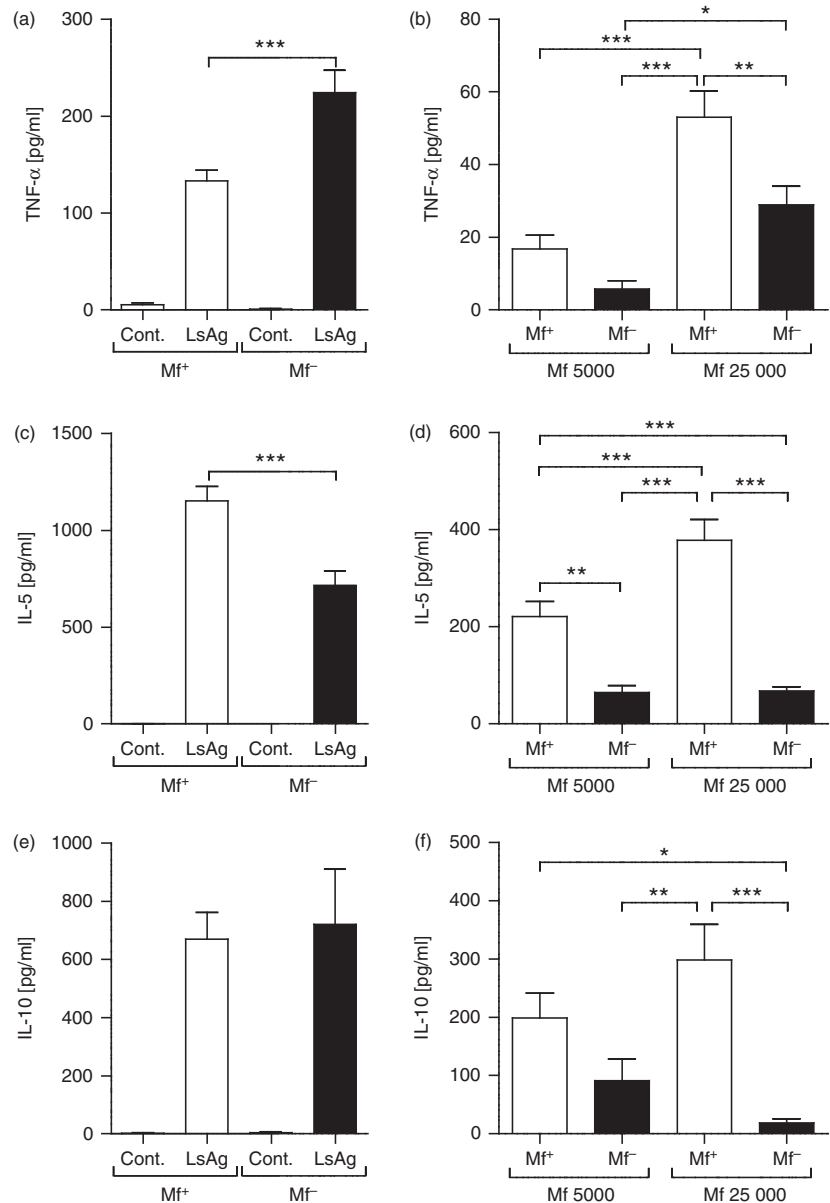 (a)
300
200
100
0
TNF-α [pg/ml]
***
Cont. LsAg Cont. LsAg
Mf⁺ Mf⁻
(b)
80
60
40
20
0
TNF-α [pg/ml]
*
***
*** **
Mf⁺ Mf⁻ Mf⁺ Mf⁻
Mf 5000 Mf 25 000
(c)
1500
1000
500
0
IL-5 [pg/ml]
***
Cont. LsAg Cont. LsAg
Mf⁺ Mf⁻
(d)
600
400
200
0
IL-5 [pg/ml]
***
***
*** ***
**
Mf⁺ Mf⁻ Mf⁺ Mf⁻
Mf 5000 Mf 25 000
(e)
1000
800
600
400
200
0
IL-10 [pg/ml]
Cont. LsAg Cont. LsAg
Mf⁺ Mf⁻
(f)
500
400
300
200
100
0
IL-10 [pg/ml]
*
** ***
Mf⁺ Mf⁻ Mf⁺ Mf⁻
Mf 5000 Mf 25 000